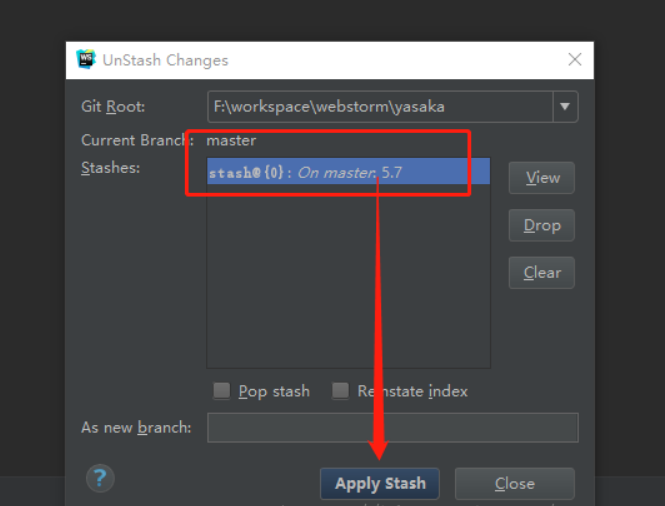 WS
UnStash Changes
Git Root: F:\workspace\webstorm\yasaka
Current Branch: master
Stashes: stash@{0}: On master: 5.7
View
Drop
Clear
Pop stash Reinstate index
As new branch:
? Apply Stash Close